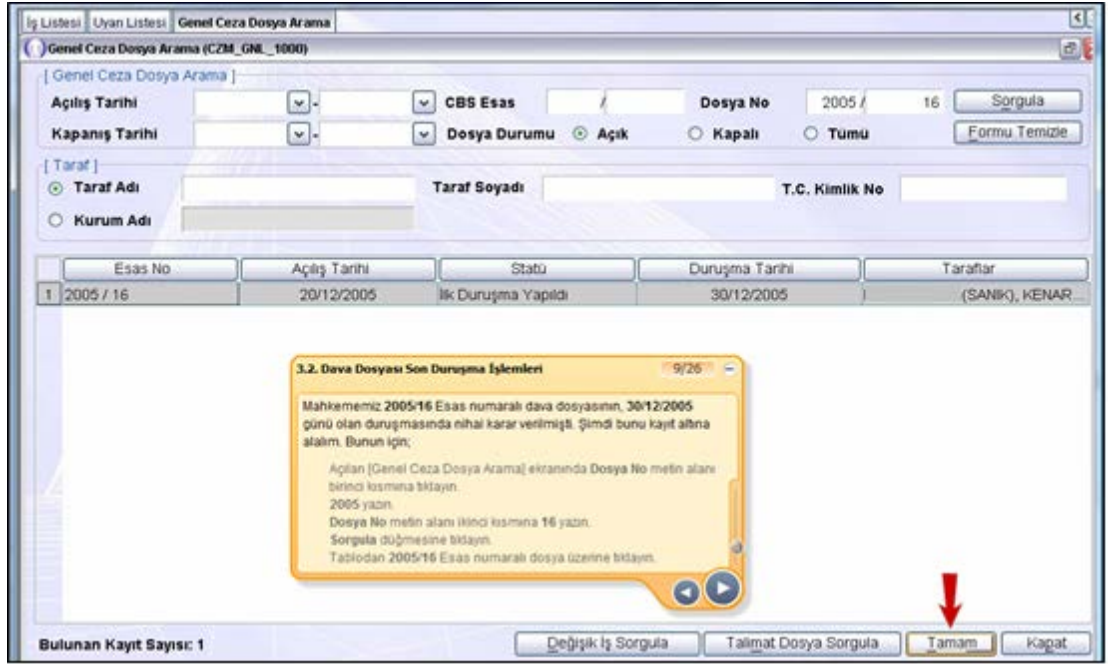 İş Listesi Uyarı Listesi Genel Ceza Dosya Arama
Genel Ceza Dosya Arama (CZM_GNL_1000)
[ Genel Ceza Dosya Arama ]
Açılış Tarihi - CBS Esas / Dosya No 2005 / 16 Sorgula
Kapanış Tarihi - Dosya Durumu Açık Kapalı Tümü Formu Temizle
[ Taraf ]
Taraf Adı Taraf Soyadı T.C. Kimlik No
Kurum Adı
Esas No Açılış Tarihi Statü Duruşma Tarihi Taraflar
1 2005 / 16 20/12/2005 İlk Duruşma Yapıldı 30/12/2005 (SANIK), KENAR...
3.2. Dava Dosyası Son Duruşma İşlemleri 9/26
Mahkememiz 2005/16 Esas numaralı dava dosyasının, 30/12/2005
günü olan duruşmasında nihai karar verilmişti. Şimdi bunu kayıt altına
alalım. Bunun için;
Açılan [Genel Ceza Dosya Arama] ekranında Dosya No metin alanı
birinci kısmına tıklayın.
2005 yazın.
Dosya No metin alanı ikinci kısmına 16 yazın.
Sorgula düğmesine tıklayın.
Tablodan 2005/16 Esas numaralı dosya üzerine tıklayın.
Bulunan Kayıt Sayısı: 1 Değişik İş Sorgula Talimat Dosya Sorgula Tamam Kapat